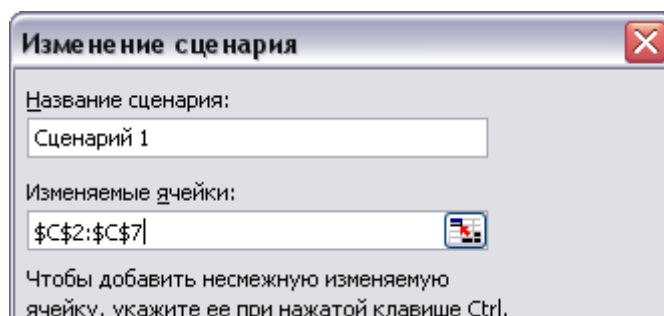 Изменение сценария
Название сценария:
Сценарий 1
Изменяемые ячейки:
$C$2:$C$7
Чтобы добавить несмежную изменяемую
ячейку, укажите ее при нажатой клавише Ctrl.